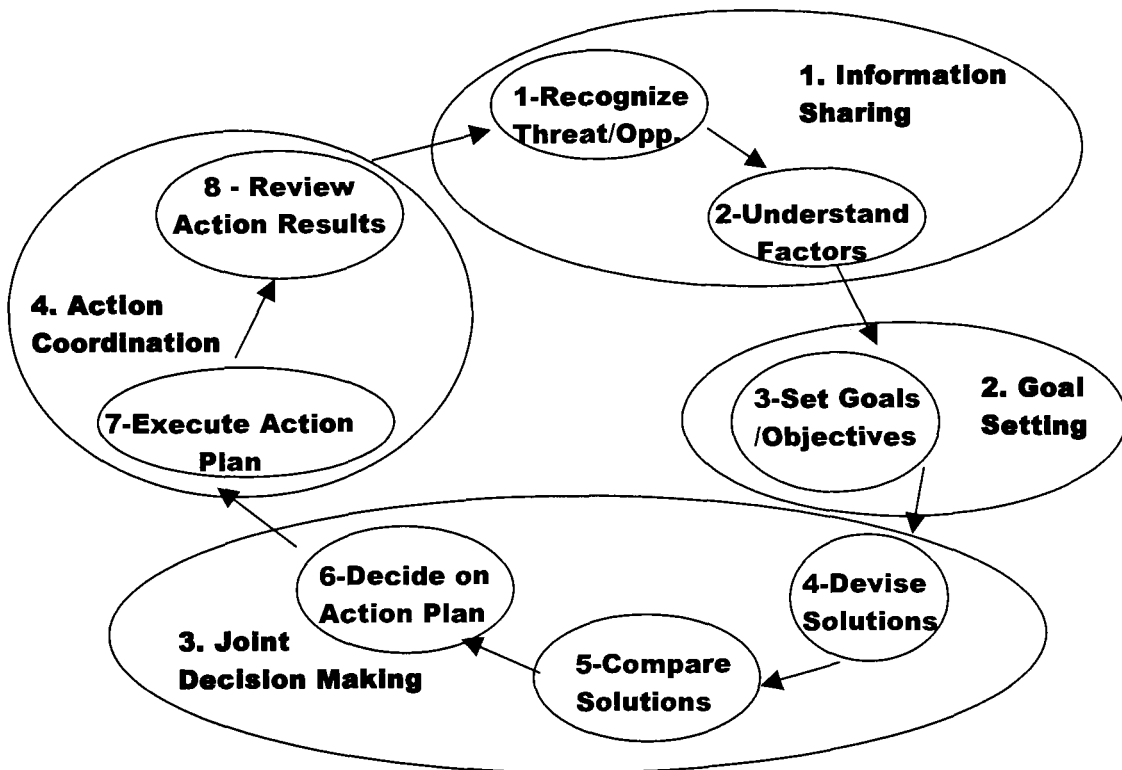 1. Information
Sharing
1-Recognize
Threat/Opp.
2-Understand
Factors
2. Goal
Setting
3-Set Goals
/Objectives
3. Joint
Decision Making
4-Devise
Solutions
5-Compare
Solutions
6-Decide on
Action Plan
4. Action
Coordination
7-Execute Action
Plan
8 - Review
Action Results